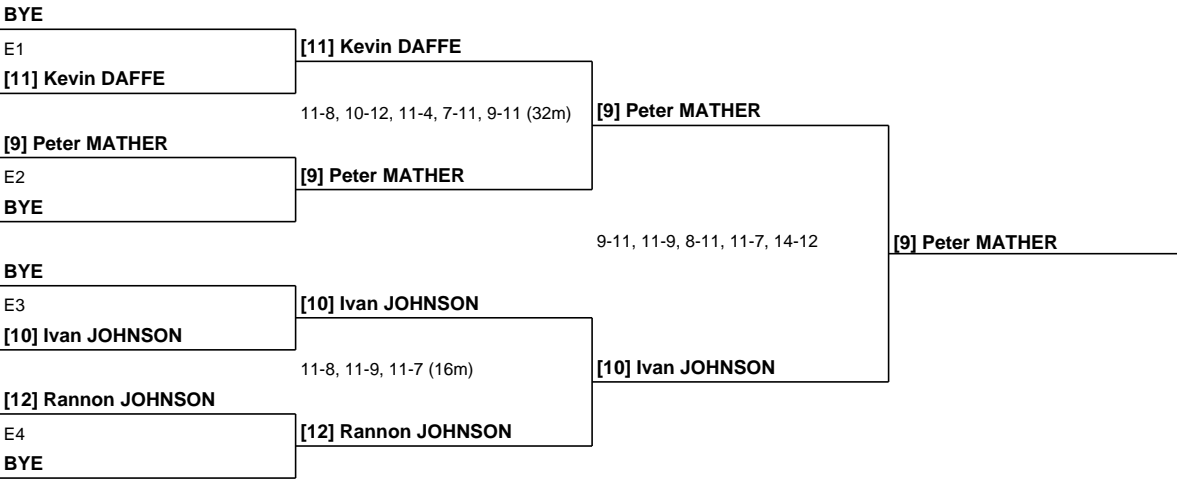 BYE
E1
[11] Kevin DAFFE
[11] Kevin DAFFE
11-8, 10-12, 11-4, 7-11, 9-11 (32m)
[9] Peter MATHER
[9] Peter MATHER
E2
[9] Peter MATHER
BYE
9-11, 11-9, 8-11, 11-7, 14-12
[9] Peter MATHER
BYE
E3
[10] Ivan JOHNSON
[10] Ivan JOHNSON
11-8, 11-9, 11-7 (16m)
[10] Ivan JOHNSON
[12] Rannon JOHNSON
E4
[12] Rannon JOHNSON
BYE